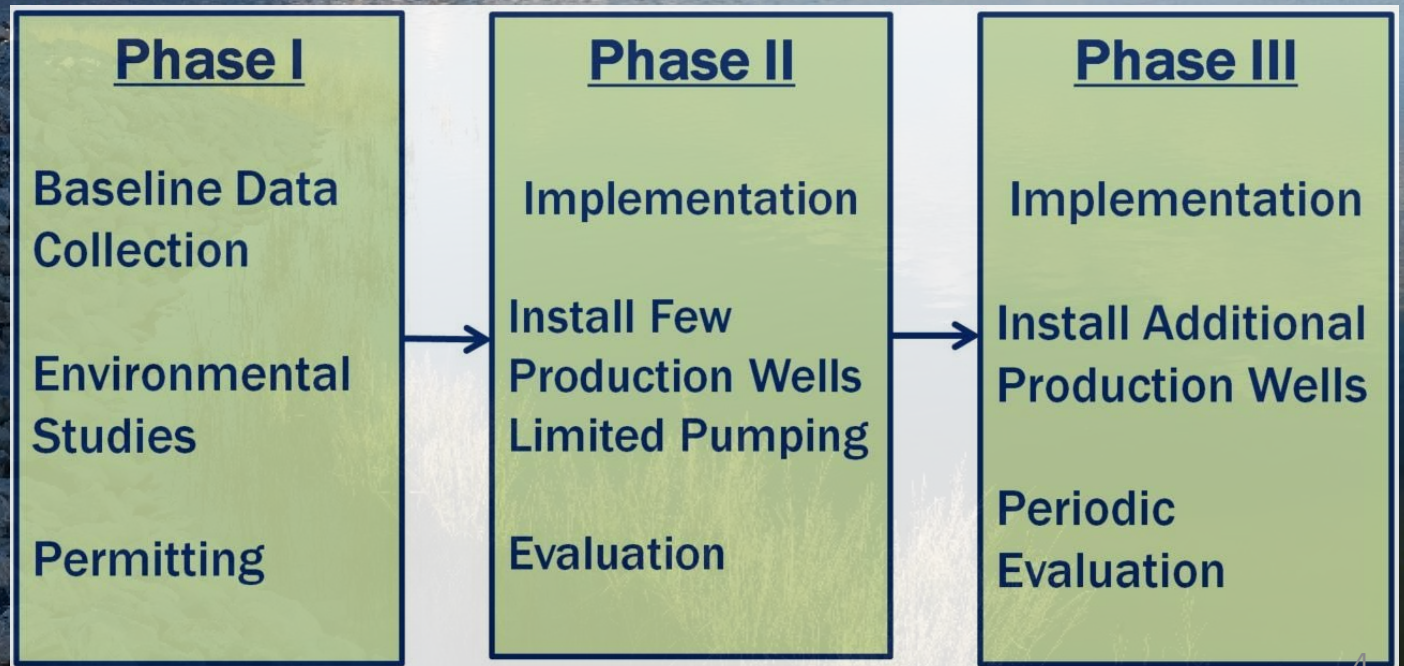 Phase I
Baseline Data
Collection
Environmental
Studies
Permitting
Phase II
Implementation
Install Few
Production Wells
Limited Pumping
Evaluation
Phase III
Implementation
Install Additional
Production Wells
Periodic
Evaluation
4